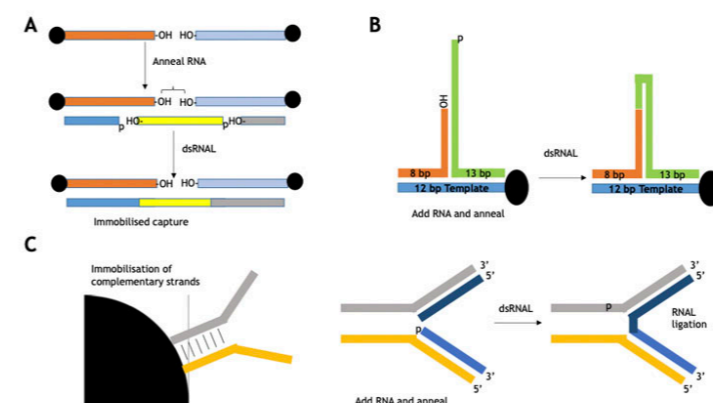 A
-OH HO-
Anneal RNA
-OH HO-
p HO- p HO-
dsRNAL
-OH HO-
Immobilised capture
B
p
OH
8 bp 13 bp
12 bp Template
Add RNA and anneal
dsRNAL
8 bp 13 bp
12 bp Template
C
Immobilisation of
complementary strands
3’
5’
p
3’
5’
Add RNA and anneal
dsRNAL
3’
5’
p
RNAL
ligation
3’
5’